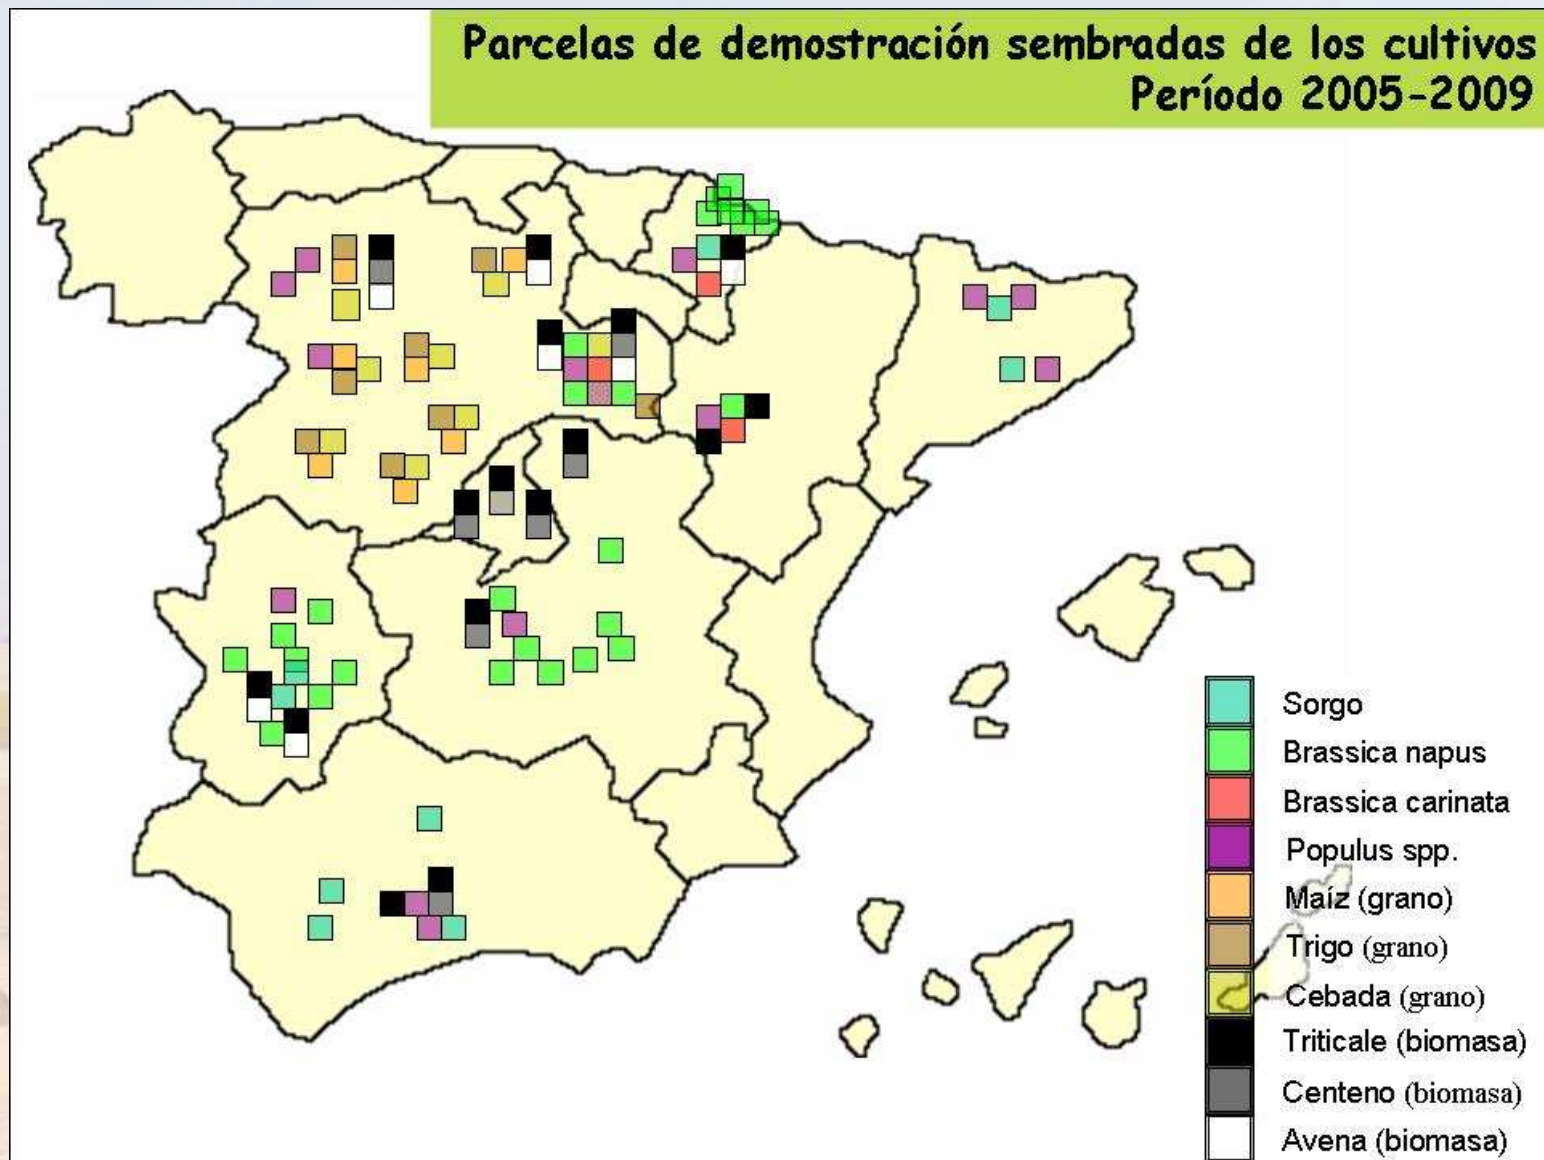 Parcelas de demostración sembradas de los cultivos
Período 2005-2009
Sorgo
Brassica napus
Brassica carinata
Populus spp.
Maíz (grano)
Trigo (grano)
Cebada (grano)
Triticale (biomasa)
Centeno (biomasa)
Avena (biomasa)